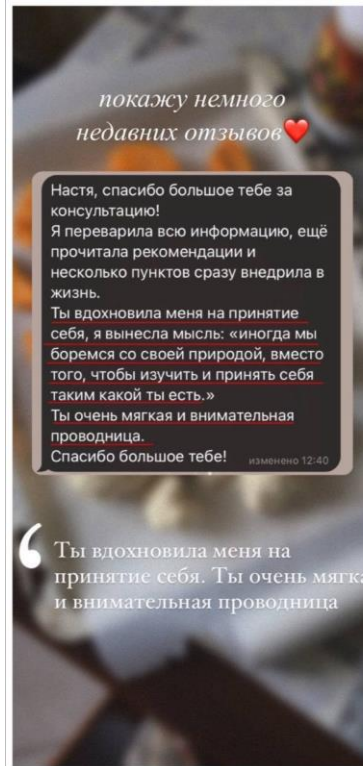 покажу немного
недавних отзывов❤️
Настя, спасибо большое тебе за
консультацию!
Я переварила всю информацию, ещё
прочитала рекомендации и
несколько пунктов сразу внедрила в
жизнь.
Ты вдохновила меня на принятие
себя, я вынесла мысль: «иногда мы
боремся со своей природой, вместо
того, чтобы изучить и принять себя
таким какой ты есть.»
Ты очень мягкая и внимательная
проводница.
Спасибо большое тебе! изменено 12:40
Ты вдохновила меня на
принятие себя. Ты очень мягка
и внимательная проводница